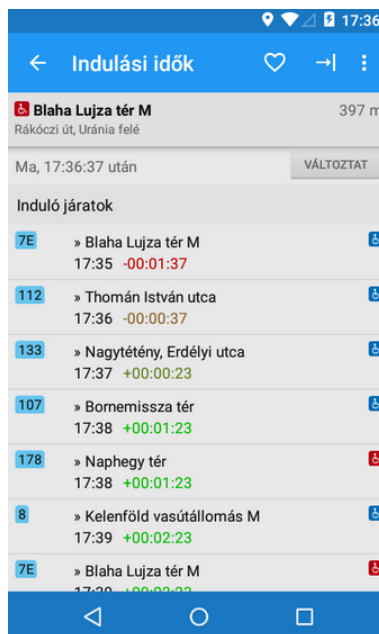 17:36
Indulási idők
Blaha Lujza tér M 397 m
Rákóczi út, Uránia felé
Ma, 17:36:37 után VÁLTOZTAT
Induló járatok
7E » Blaha Lujza tér M
17:35 -00:01:37
112 » Thomán István utca
17:36 -00:00:37
133 » Nagytétény, Erdélyi utca
17:37 +00:00:23
107 » Bornemissza tér
17:38 +00:01:23
178 » Naphegy tér
17:38 +00:01:23
8 » Kelenföld vasútállomás M
17:39 +00:02:23
7E » Blaha Lujza tér M